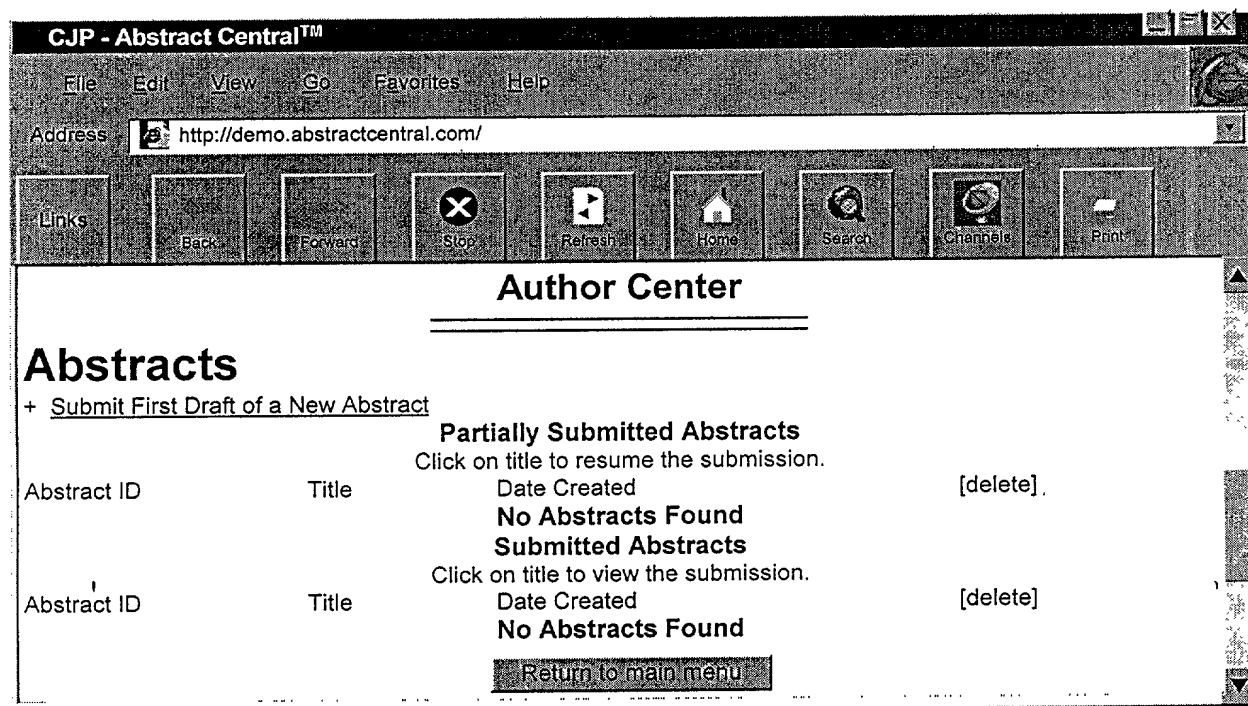 CJP - Abstract Central™
File Edit View Go Favorites Help
Address http://demo.abstractcentral.com/
Links Back Forward Stop Refresh Home Search Channels Print
Author Center
Abstracts
+ Submit First Draft of a New Abstract
Partially Submitted Abstracts
Click on title to resume the submission.
Abstract ID Title Date Created [delete]
No Abstracts Found
Submitted Abstracts
Click on title to view the submission.
Abstract ID Title Date Created [delete]
No Abstracts Found
Return to main menu